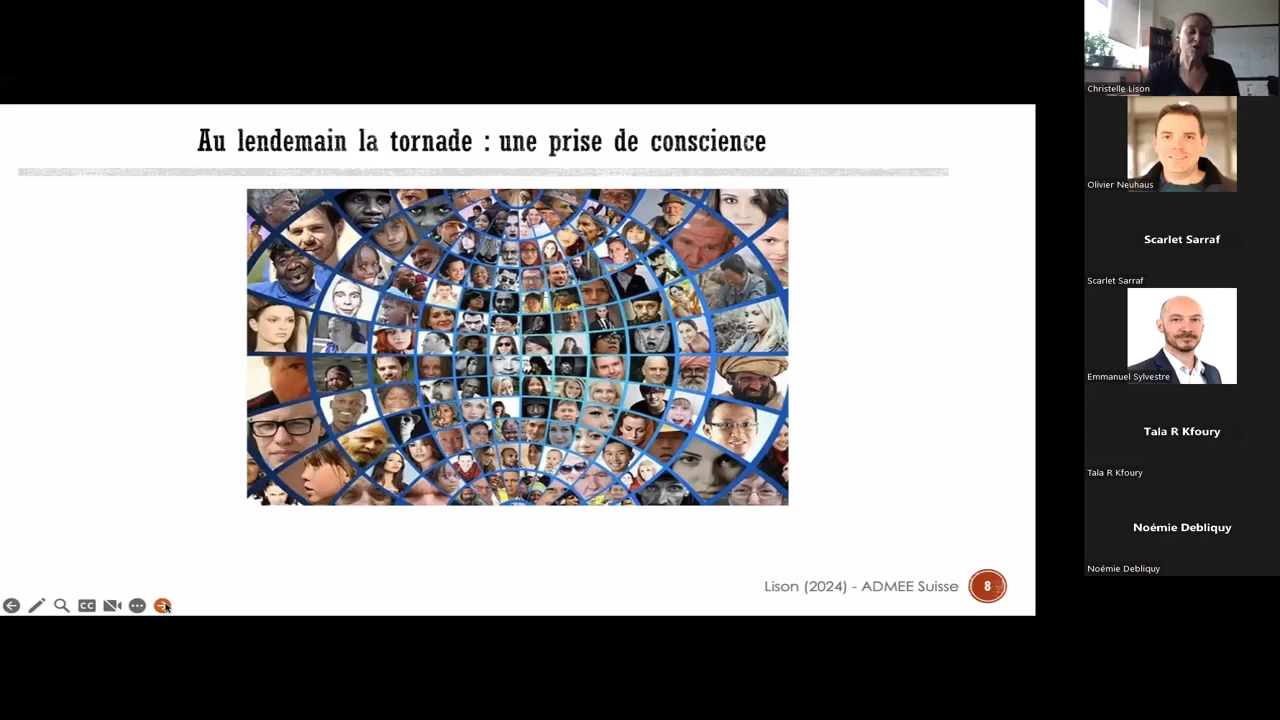 Au lendemain la tornade : une prise de conscience
Lison (2024) - ADMEE Suisse
8
CC
Christelle Lison
Olivier Neuhaus
Scarlet Sarraf
Scarlet Sarraf
Emmanuel Sylvestre
Tala R Kfoury
Tala R Kfoury
Noémie Debliquy
Noémie Debliquy